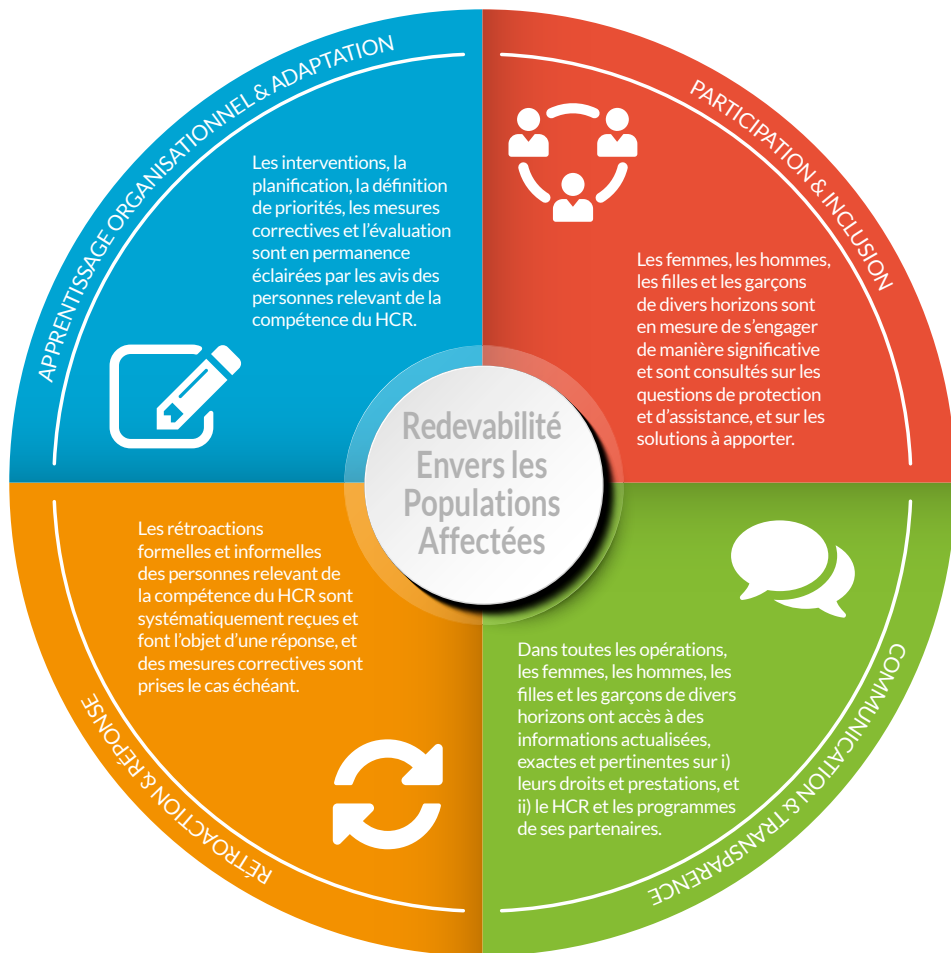 APPRENTISSAGE ORGANISATIONNEL & ADAPTATION
Les interventions, la
planification, la définition
de priorités, les mesures
correctives et l'évaluation
sont en permanence
éclairées par les avis des
personnes relevant de la
compétence du HCR.
PARTICIPATION & INCLUSION
Les femmes, les hommes,
les filles et les garçons
de divers horizons sont
en mesure de s'engager
de manière significative
et sont consultés sur les
questions de protection
et d'assistance, et sur les
solutions à apporter.
Redevabilité
Envers les
Populations
Affectées
Les rétroactions
formelles et informelles
des personnes relevant de
la compétence du HCR sont
systématiquement reçues et
font l'objet d'une réponse, et
des mesures correctives sont
prises le cas échéant.
RÉTROACTION & RÉPONSE
Dans toutes les opérations,
les femmes, les hommes, les
filles et les garçons de divers
horizons ont accès à des
informations actualisées,
exactes et pertinentes sur i)
leurs droits et prestations, et
ii) le HCR et les programmes
de ses partenaires.
COMMUNICATION & TRANSPARENCE